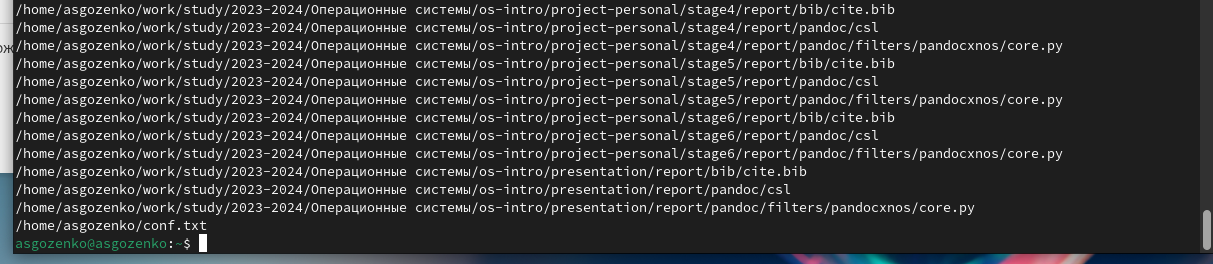 /home/asgozenko/work/study/2023-2024/Операционные системы/os-intro/project-personal/stage4/report/bib/cite.bib
/home/asgozenko/work/study/2023-2024/Операционные системы/os-intro/project-personal/stage4/report/pandoc/csl
/home/asgozenko/work/study/2023-2024/Операционные системы/os-intro/project-personal/stage4/report/pandoc/filters/pandocxnos/core.py
/home/asgozenko/work/study/2023-2024/Операционные системы/os-intro/project-personal/stage5/report/bib/cite.bib
/home/asgozenko/work/study/2023-2024/Операционные системы/os-intro/project-personal/stage5/report/pandoc/csl
/home/asgozenko/work/study/2023-2024/Операционные системы/os-intro/project-personal/stage5/report/pandoc/filters/pandocxnos/core.py
/home/asgozenko/work/study/2023-2024/Операционные системы/os-intro/project-personal/stage6/report/bib/cite.bib
/home/asgozenko/work/study/2023-2024/Операционные системы/os-intro/project-personal/stage6/report/pandoc/csl
/home/asgozenko/work/study/2023-2024/Операционные системы/os-intro/project-personal/stage6/report/pandoc/filters/pandocxnos/core.py
/home/asgozenko/work/study/2023-2024/Операционные системы/os-intro/presentation/report/bib/cite.bib
/home/asgozenko/work/study/2023-2024/Операционные системы/os-intro/presentation/report/pandoc/csl
/home/asgozenko/work/study/2023-2024/Операционные системы/os-intro/presentation/report/pandoc/filters/pandocxnos/core.py
/home/asgozenko/conf.txt
asgozenko@asgozenko:~$